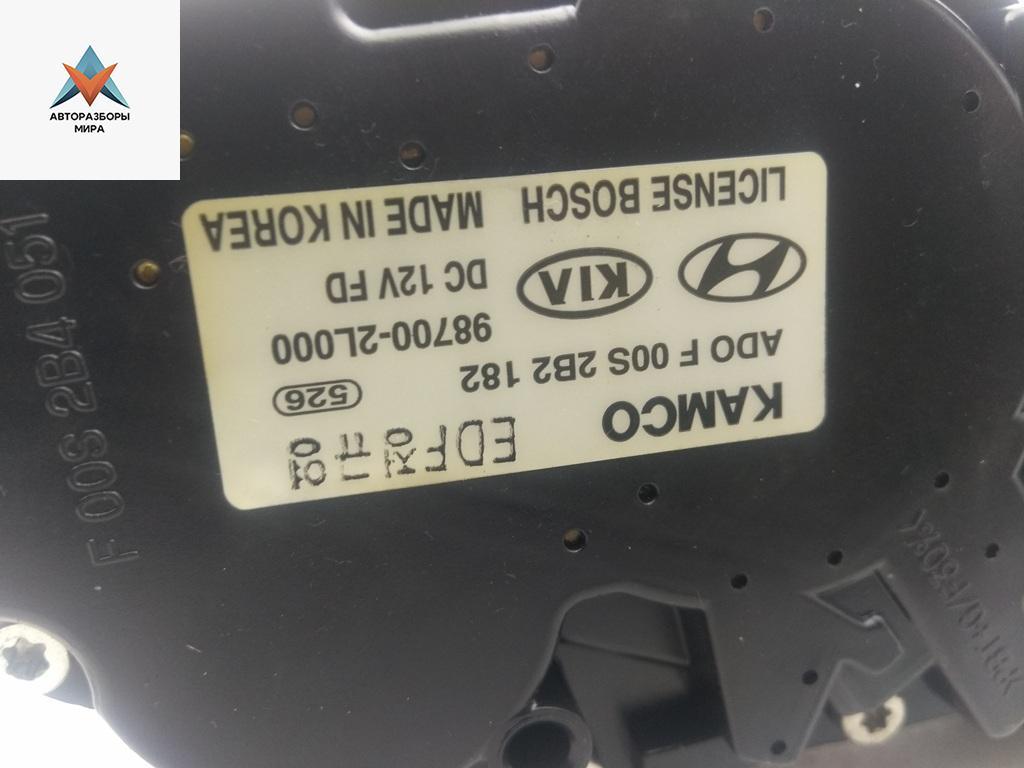 АВТОРАЗБОРЫ
МИРА
KAMCO
EDF
ADO F 00S 2B2 182
526
98700-2L000
KIA
DC 12V FD
LICENSE BOSCH
MADE IN KOREA
F 00S 2B4 051